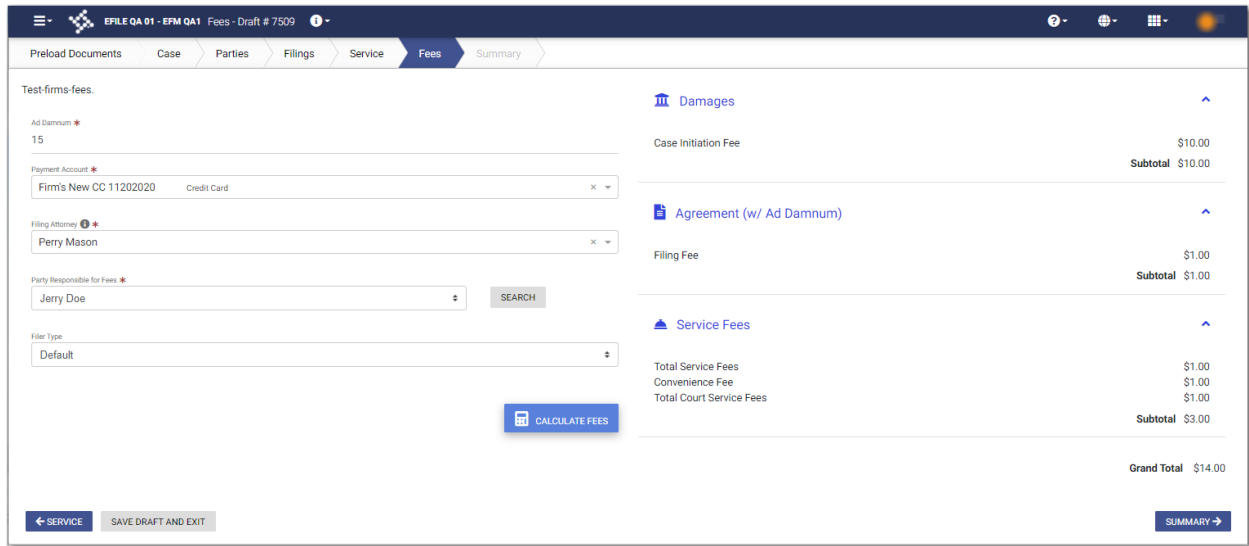 EFILE QA 01 - EFM QA1 Fees - Draft # 7509
Preload Documents Case Parties Filings Service Fees Summary
Test-firms-fees.
Ad Damnum *
15
Payment Account *
Firm's New CC 11202020 Credit Card
Filing Attorney *
Perry Mason
Party Responsible for Fees *
Jerry Doe
SEARCH
Filer Type
Default
CALCULATE FEES
Damages
Case Initiation Fee $10.00
Subtotal $10.00
Agreement (w/ Ad Damnum)
Filing Fee $1.00
Subtotal $1.00
Service Fees
Total Service Fees $1.00
Convenience Fee $1.00
Total Court Service Fees $1.00
Subtotal $3.00
Grand Total $14.00
SERVICE SAVE DRAFT AND EXIT SUMMARY